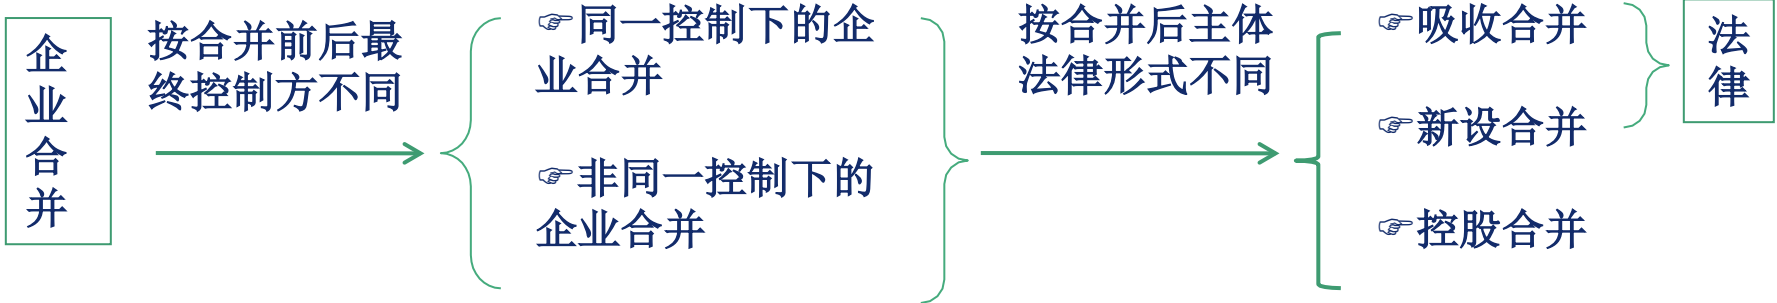 企
业
合
并
按合并前后最
终控制方不同
☞同一控制下的企
业合并
☞非同一控制下的
企业合并
按合并后主体
法律形式不同
☞吸收合并
☞新设合并
☞控股合并
法
律